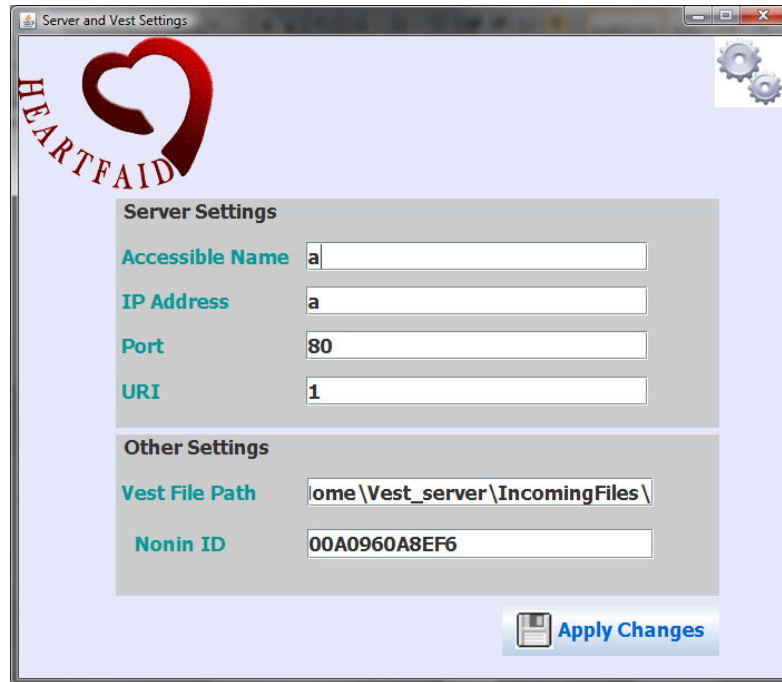 Server and Vest Settings
HEARTFAID
Server Settings
Accessible Name a
IP Address a
Port 80
URI 1
Other Settings
Vest File Path ome\Vest_server\IncomingFiles\
Nonin ID 00A0960A8EF6
Apply Changes